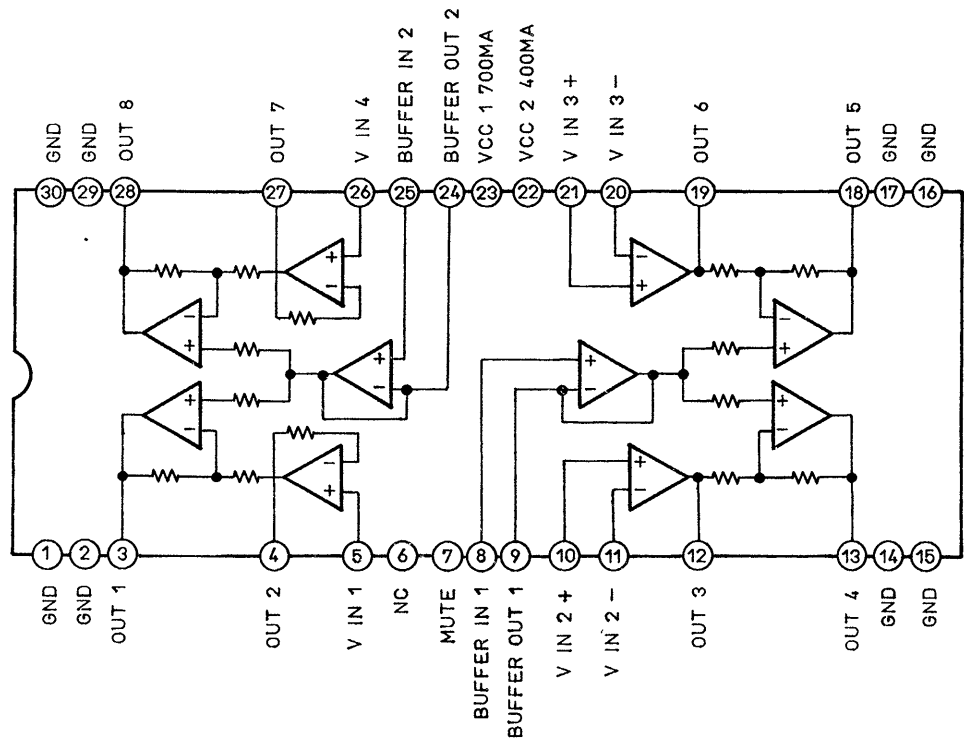 GND
GND
OUT 8
OUT 7
V IN 4
BUFFER IN 2
BUFFER OUT 2
VCC 1 700MA
VCC 2 400MA
V IN 3 +
V IN 3 -
OUT 6
OUT 5
GND
GND
30 29 28 27 26 25 24 23 22 21 20 19 18 17 16
+ -
- +
- +
+ -
+ -
- +
+ -
+ -
- +
- +
+ -
+ -
1 2 3 4 5 6 7 8 9 10 11 12 13 14 15
GND
GND
OUT 1
OUT 2
V IN 1
NC
MUTE
BUFFER IN 1
BUFFER OUT 1
V IN 2 +
V IN 2 -
OUT 3
OUT 4
GND
GND